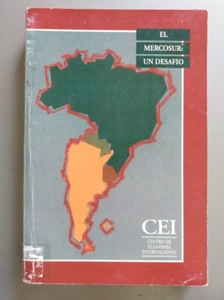 EL
MERCOSUR:
UN DESAFIO
CEI
CENTRO DE
ECONOMIA
INTERNACIONAL